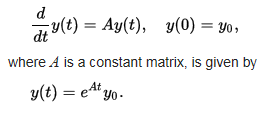 d/dt y(t) = Ay(t), y(0) = y₀,
where A is a constant matrix, is given by
y(t) = e^{At} y₀.